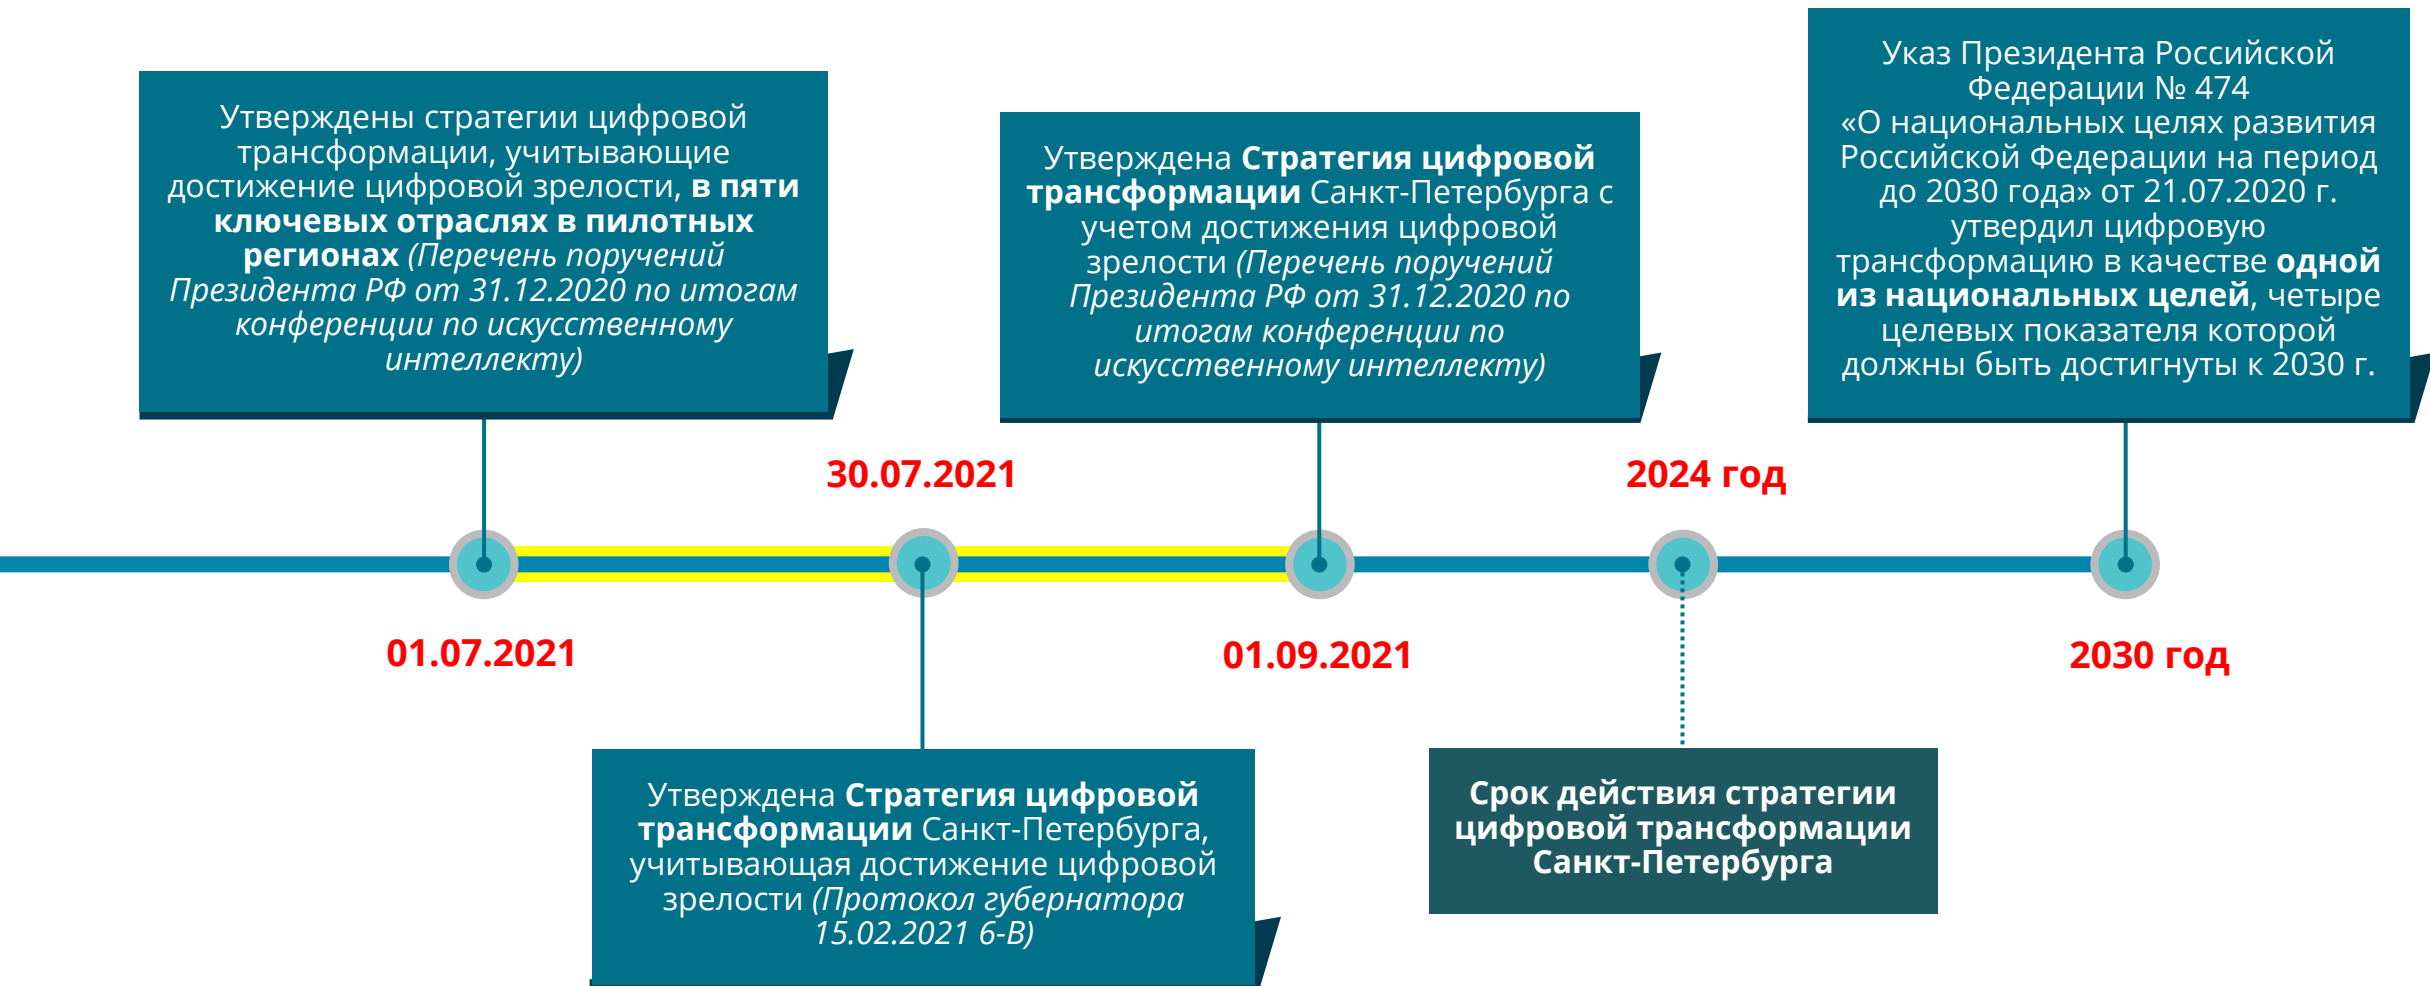 Утверждены стратегии цифровой
трансформации, учитывающие
достижение цифровой зрелости, в пяти
ключевых отраслях в пилотных
регионах (Перечень поручений
Президента РФ от 31.12.2020 по итогам
конференции по искусственному
интеллекту)
Утверждена Стратегия цифровой
трансформации Санкт-Петербурга с
учетом достижения цифровой
зрелости (Перечень поручений
Президента РФ от 31.12.2020 по
итогам конференции по
искусственному интеллекту)
Указ Президента Российской
Федерации № 474
«О национальных целях развития
Российской Федерации на период
до 2030 года» от 21.07.2020 г.
утвердил цифровую
трансформацию в качестве одной
из национальных целей, четыре
целевых показателя которой
должны быть достигнуты к 2030 г.
30.07.2021
2024 год
01.07.2021
01.09.2021
2030 год
Утверждена Стратегия цифровой
трансформации Санкт-Петербурга,
учитывающая достижение цифровой
зрелости (Протокол губернатора
15.02.2021 6-В)
Срок действия стратегии
цифровой трансформации
Санкт-Петербурга